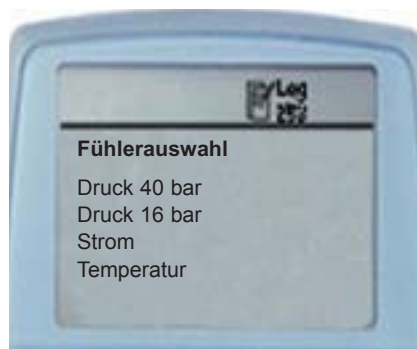 Log
Fühlerauswahl
Druck 40 bar
Druck 16 bar
Strom
Temperatur